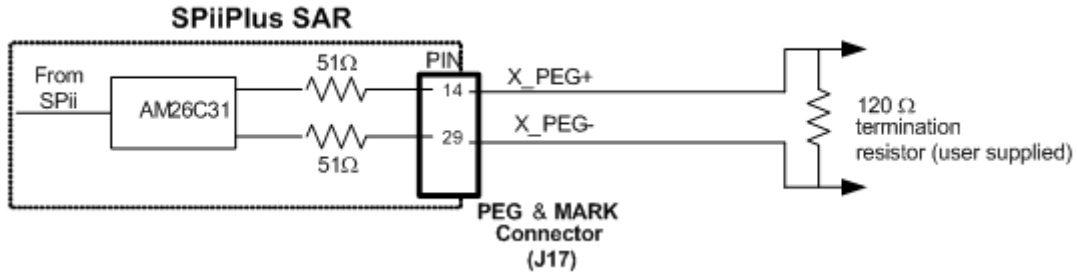 SPiiPlus SAR
From
SPii
AM26C31
51Ω
51Ω
PIN
14
29
X_PEG+
X_PEG-
120 Ω
termination
resistor (user supplied)
PEG & MARK
Connector
(J17)